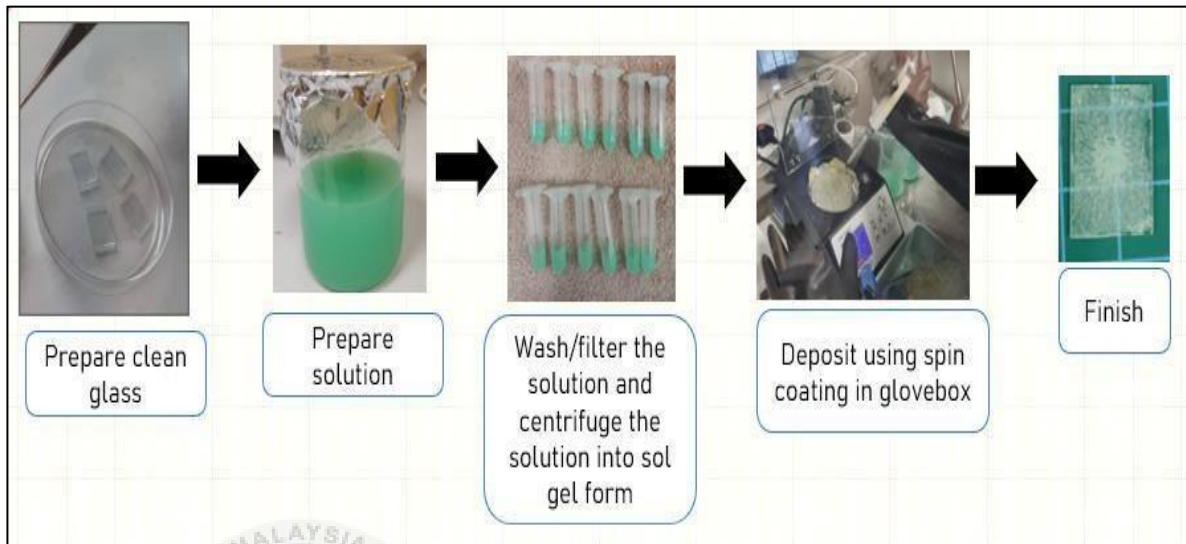 Prepare clean
glass
Prepare
solution
Wash/filter the
solution and
centrifuge the
solution into sol
gel form
Deposit using spin
coating in glovebox
Finish
MALAYSIA